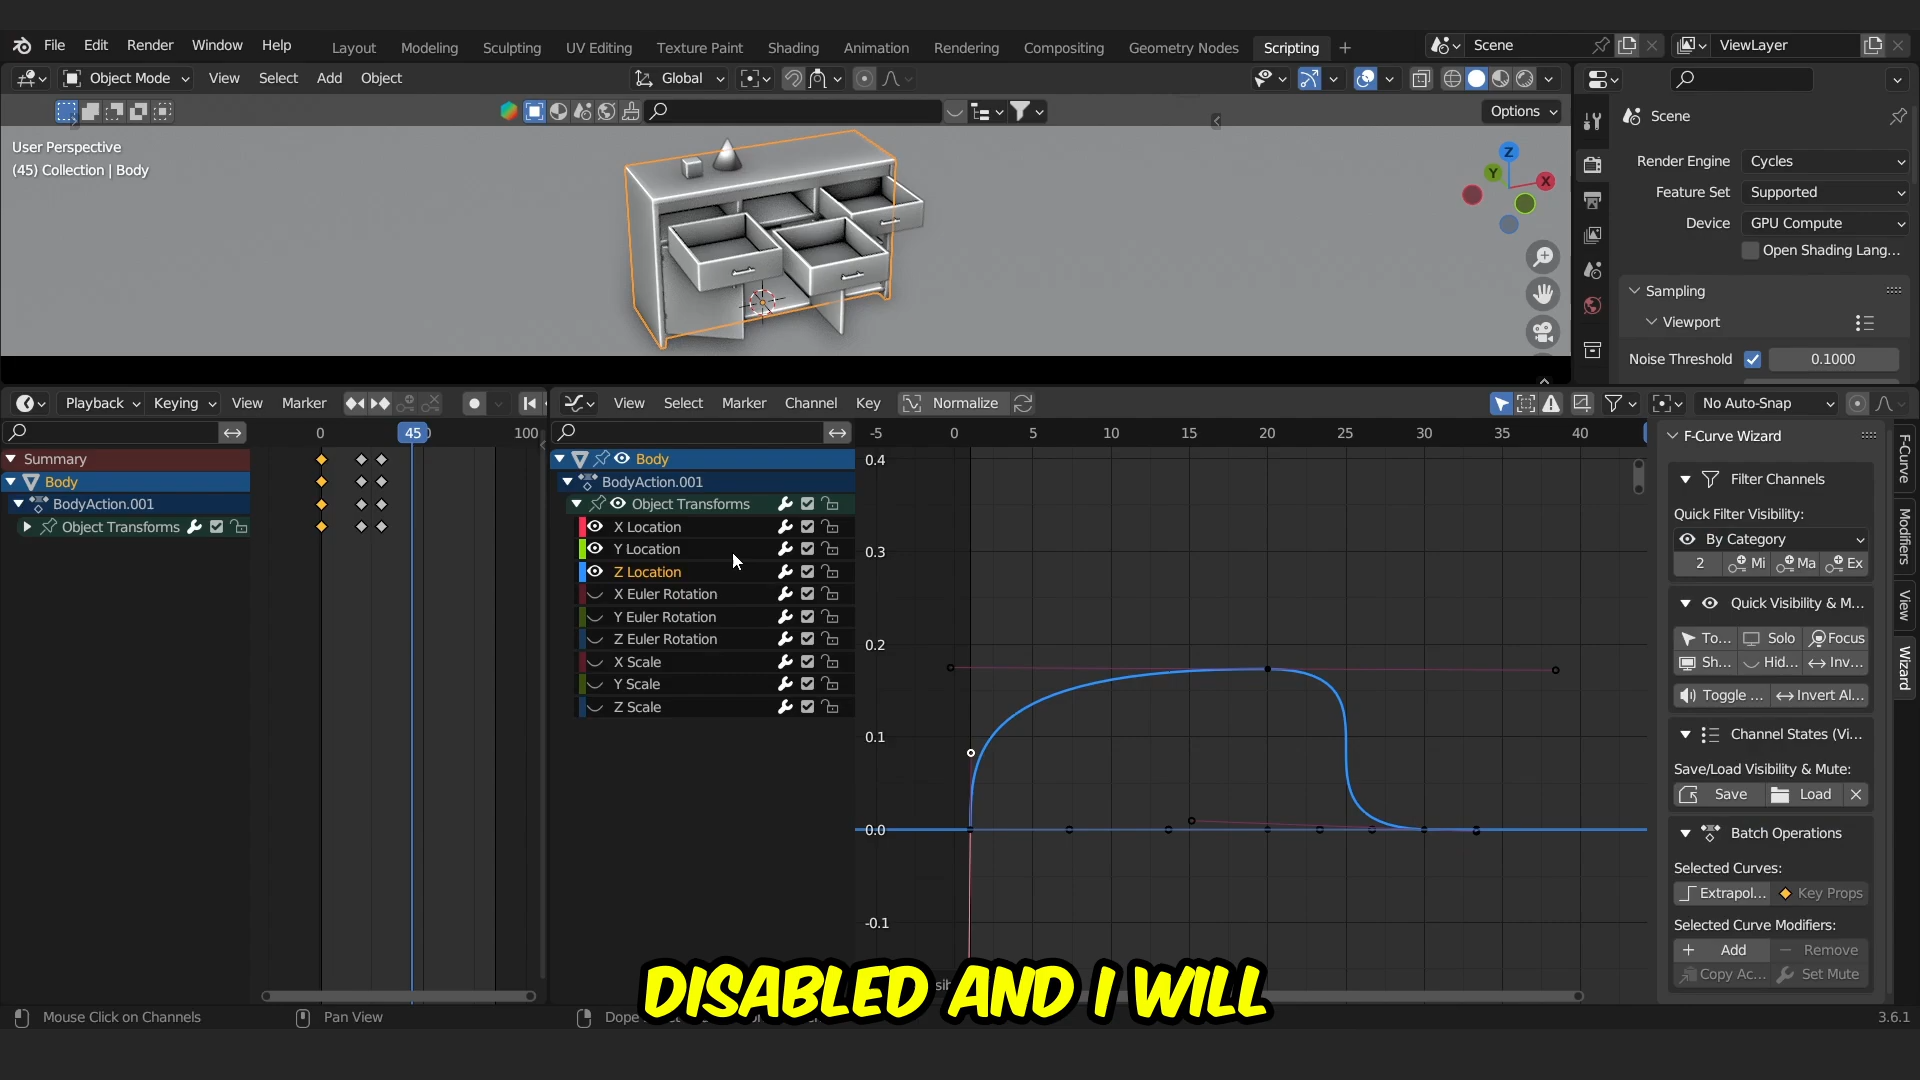 File Edit Render Window Help Layout Modeling Sculpting UV Editing Texture Paint Shading Animation Rendering Compositing Geometry Nodes Scripting + Scene ViewLayer
Object Mode View Select Add Object Global
Options
User Perspective
(45) Collection | Body
Z
Y
X
Scene
Render Engine Cycles
Feature Set Supported
Device GPU Compute
Open Shading Lang...
Sampling
Viewport
Noise Threshold 0.1000
Playback Keying View Marker
0 45 100
Summary
Body
BodyAction.001
Object Transforms
View Select Marker Channel Key Normalize No Auto-Snap
-5 0 5 10 15 20 25 30 35 40
Body
BodyAction.001
Object Transforms
X Location
Y Location
Z Location
X Euler Rotation
Y Euler Rotation
Z Euler Rotation
X Scale
Y Scale
Z Scale
0.4
0.3
0.2
0.1
0.0
-0.1
F-Curve Wizard
Filter Channels
Quick Filter Visibility:
By Category
2 Mi Ma Ex
Quick Visibility & M...
To... Solo Focus
Sh... Hid... Inv...
Toggle ... Invert Al...
Channel States (Vi...
Save/Load Visibility & Mute:
Save Load
Batch Operations
Selected Curves:
Extrapol... Key Props
Selected Curve Modifiers:
Add Remove
Copy Ac... Set Mute
F-Curve
Modifiers
View
Wizard
DISABLED AND I WILL
Mouse Click on Channels Pan View Dope 3.6.1